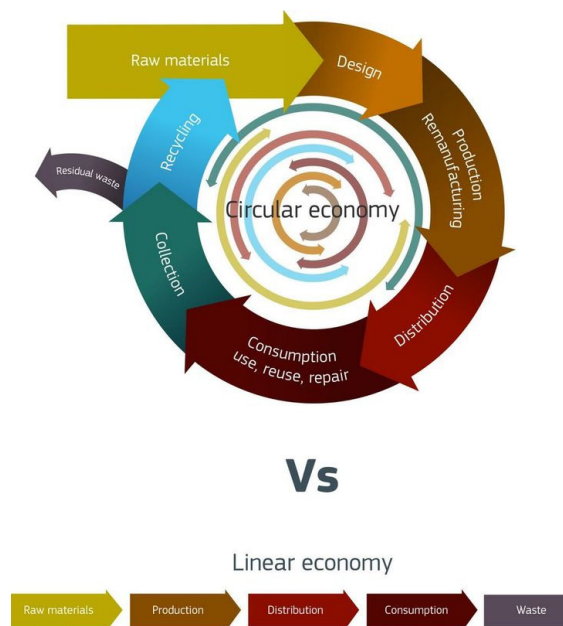 Raw materials
Design
Production
Remanufacturing
Distribution
Consumption
use, reuse, repair
Collection
Recycling
Residual waste
Circular economy
Vs
Linear economy
Raw materials
Production
Distribution
Consumption
Waste